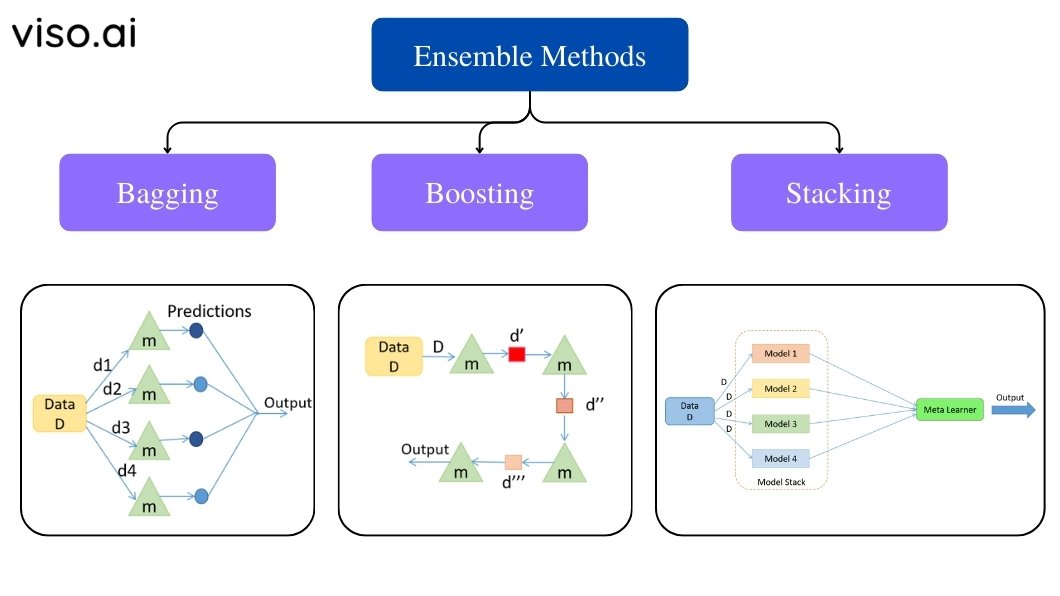 viso.ai
Ensemble Methods
Bagging
Boosting
Stacking
Predictions
m
d1
d2
m
Data
D
Output
d3
m
d4
m
Data
D
D
m
d'
m
d''
Output
m
d'''
m
Data
D
D
D
D
D
Model 1
Model 2
Model 3
Model 4
Model Stack
Meta Learner
Output